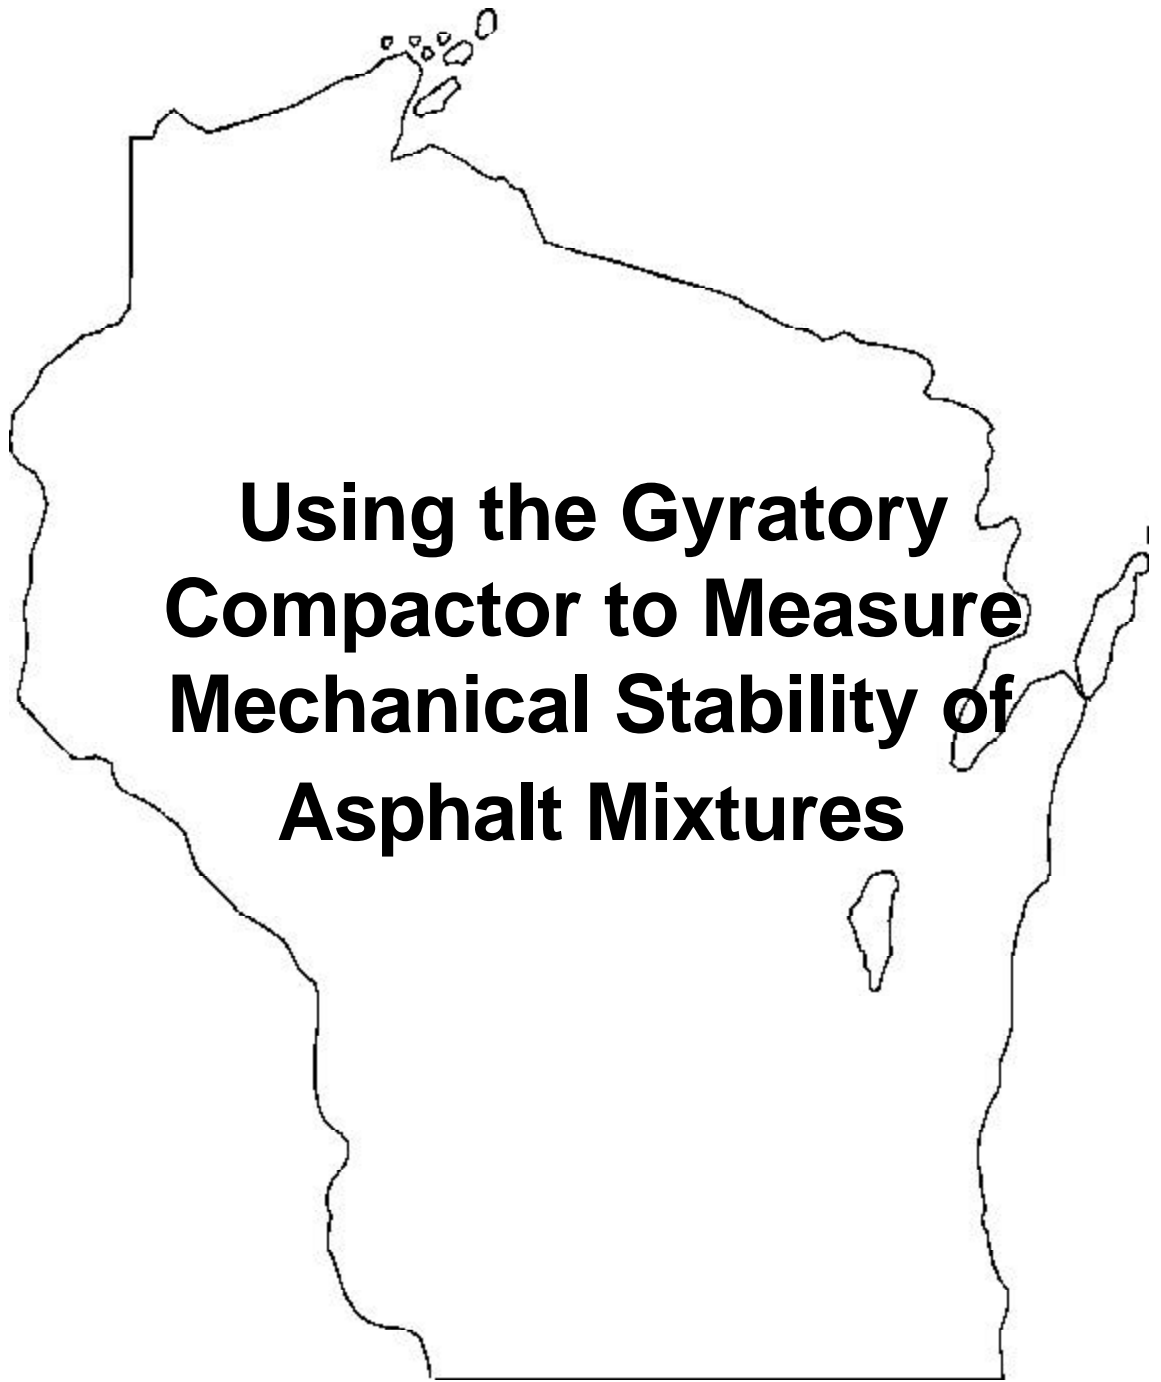 Using the Gyratory
Compactor to Measure
Mechanical Stability of
Asphalt Mixtures